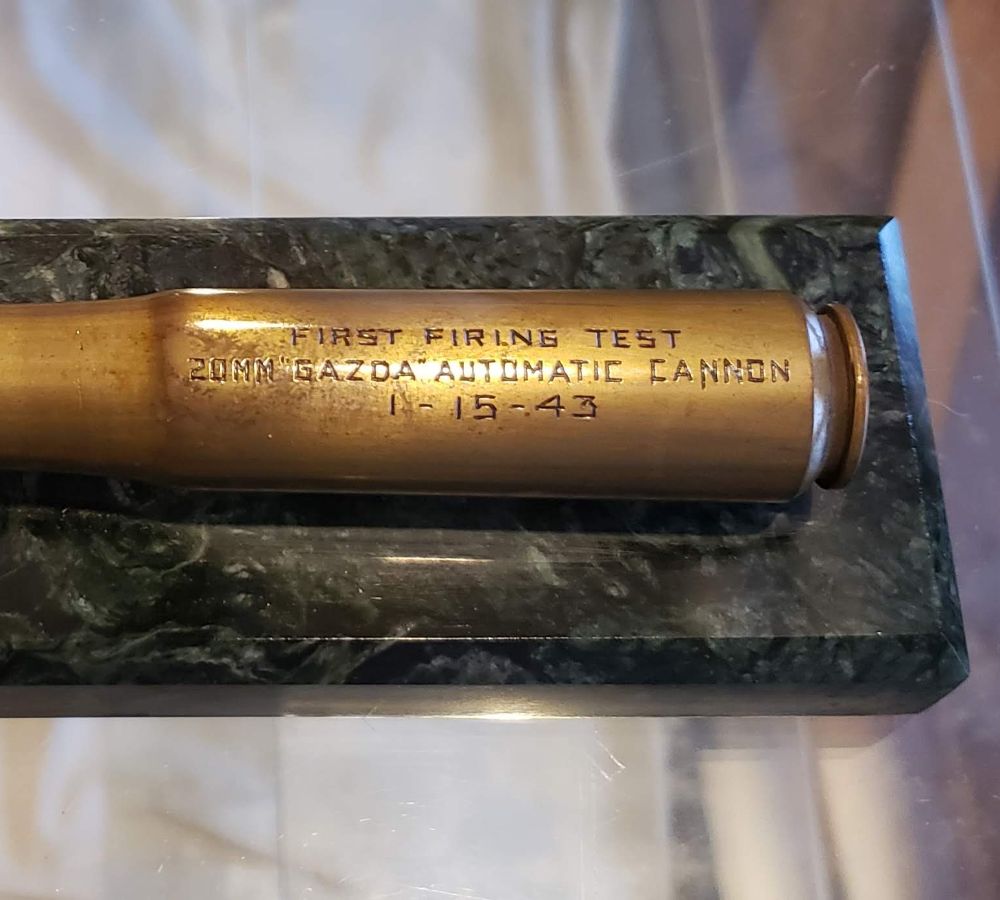 FIRST FIRING TEST
20MM "GAZDA" AUTOMATIC CANNON
1-15-43